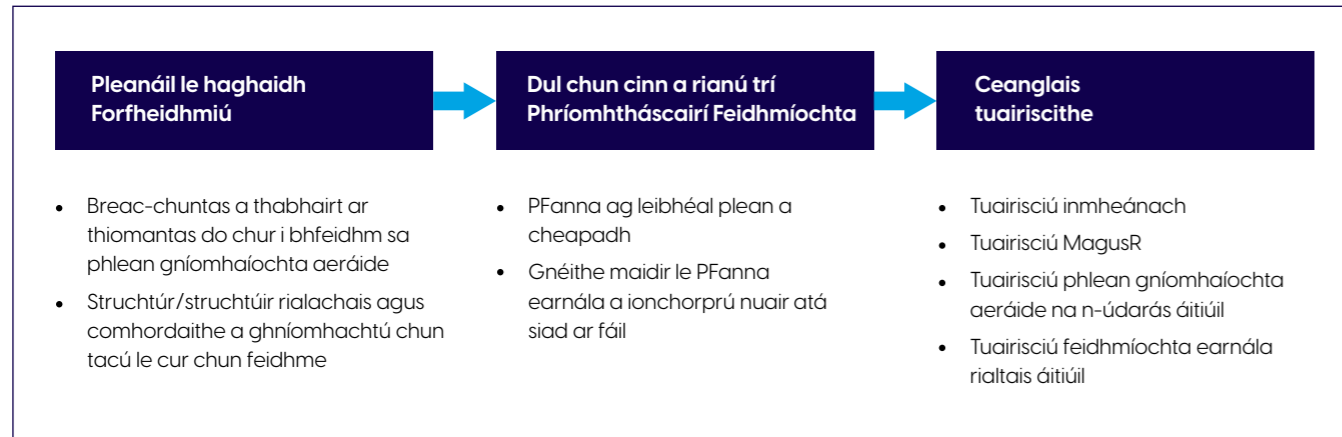 Pleanáil le haghaidh
Forfheidhmiú
• Breac-chuntas a thabhairt ar
thiomantas do chur i bhfeidhm sa
phlean gníomhaíochta aeráide
• Struchtúr/struchtúir rialachais agus
comhordaithe a ghníomhachtú chun
tacú le cur chun feidhme
Dul chun cinn a rianú trí
Phríomhtháscairí Feidhmíochta
• PFanna ag leibhéal plean a
cheapadh
• Gnéithe maidir le PFanna
earnála a ionchorprú nuair atá
siad ar fáil
Ceanglais
tuairiscithe
• Tuairisciú inmheánach
• Tuairisciú MagusR
• Tuairisciú phlean gníomhaíochta
aeráide na n-údarás áitiúil
• Tuairisciú feidhmíochta earnála
rialtais áitiúil